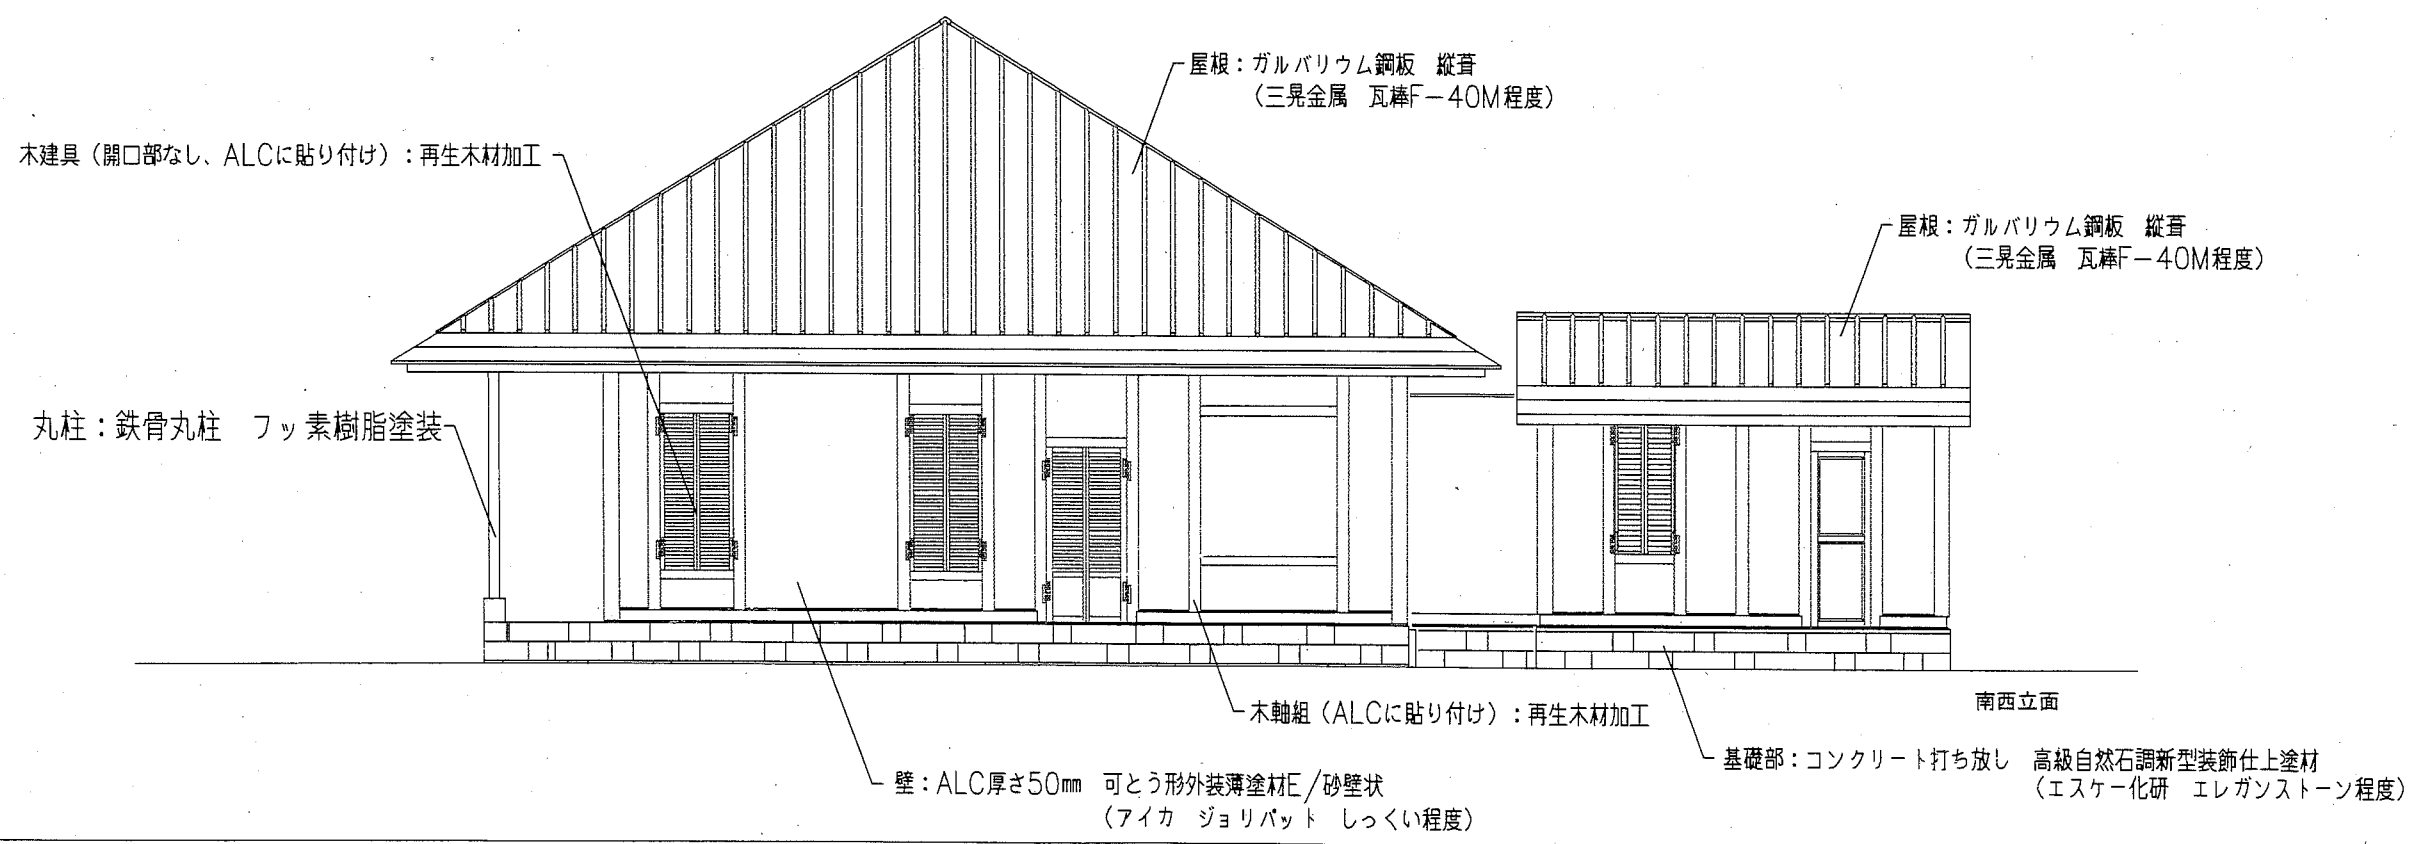 屋根：ガルバリウム鋼板　縦葺
（三晃金属　瓦棒F－40M程度）
木建具（開口部なし、ALCに貼り付け）：再生木材加工
屋根：ガルバリウム鋼板　縦葺
（三晃金属　瓦棒F－40M程度）
丸柱：鉄骨丸柱　フッ素樹脂塗装
南西立面
木軸組（ALCに貼り付け）：再生木材加工
基礎部：コンクリート打ち放し　高級自然石調新型装飾仕上塗材
（エスケー化研　エレガンストーン程度）
壁：ALC厚さ50㎜　可とう形外装薄塗材E／砂壁状
（アイカ　ジョリパット　しっくい程度）